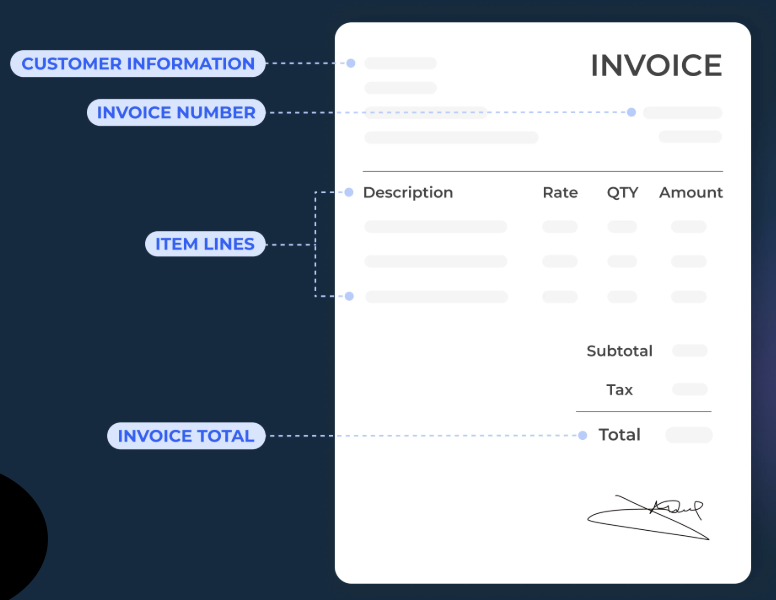 CUSTOMER INFORMATION
INVOICE
INVOICE NUMBER
Description Rate QTY Amount
ITEM LINES
Subtotal
Tax
INVOICE TOTAL
Total